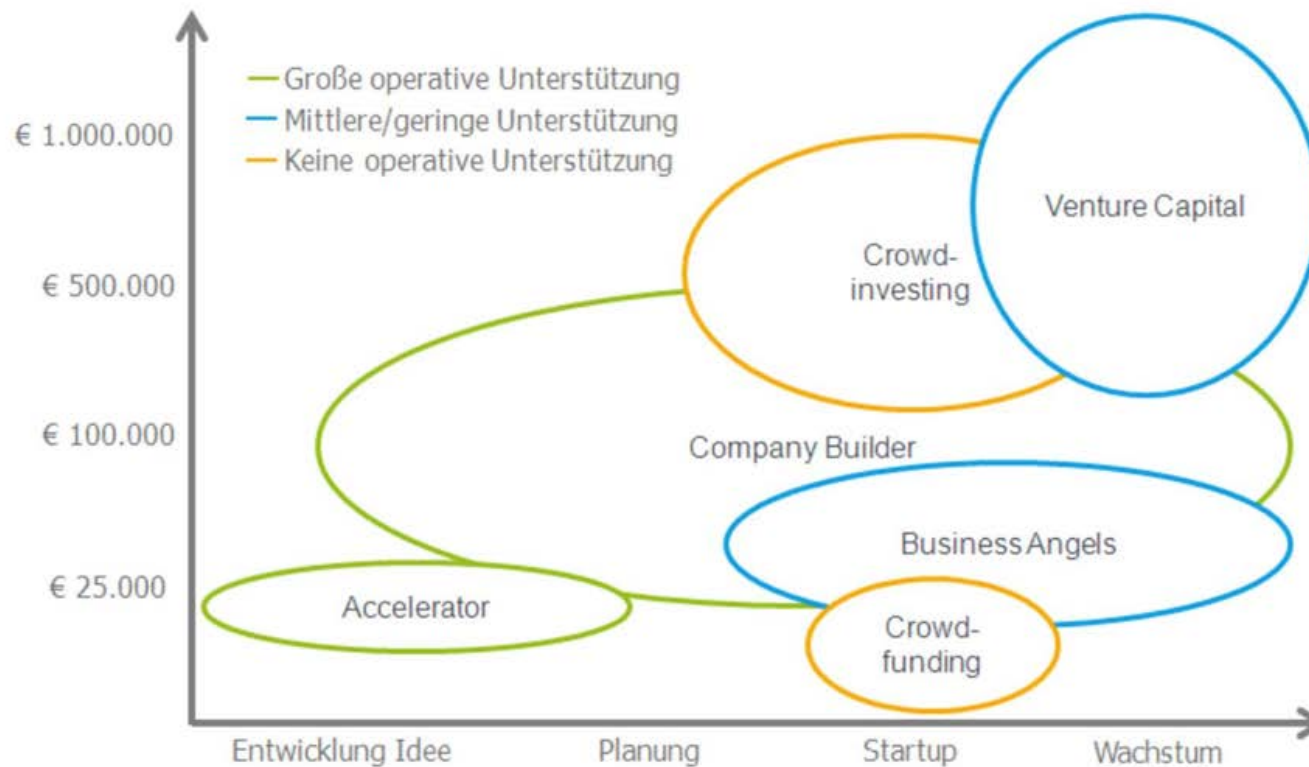 Große operative Unterstützung
Mittlere/geringe Unterstützung
Keine operative Unterstützung
€ 1.000.000
€ 500.000
€ 100.000
€ 25.000
Venture Capital
Crowd-
investing
Company Builder
Business Angels
Accelerator
Crowd-
funding
Entwicklung Idee
Planung
Startup
Wachstum